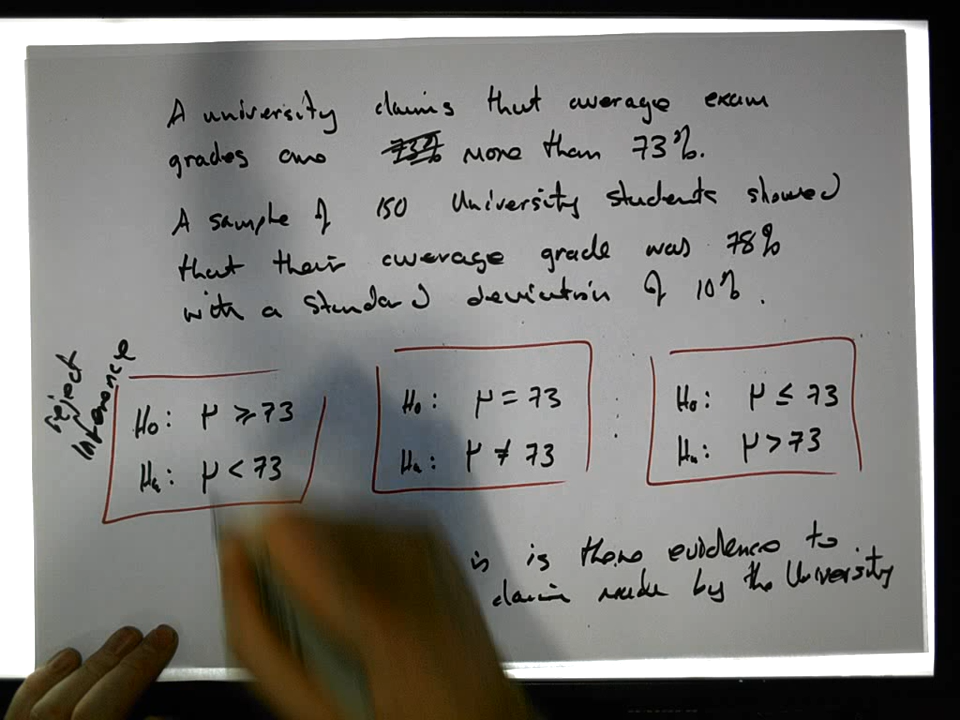 A university claims that average exam
grades are 73% more than 73%.
A sample of 150 University students showed
that their average grade was 78%
with a standard deviation of 10%.
reject
Inference
H₀: μ ≥ 73
Hₐ: μ < 73
H₀: μ = 73
Hₐ: μ ≠ 73
H₀: μ ≤ 73
Hₐ: μ > 73
is there evidence to
claim made by the University